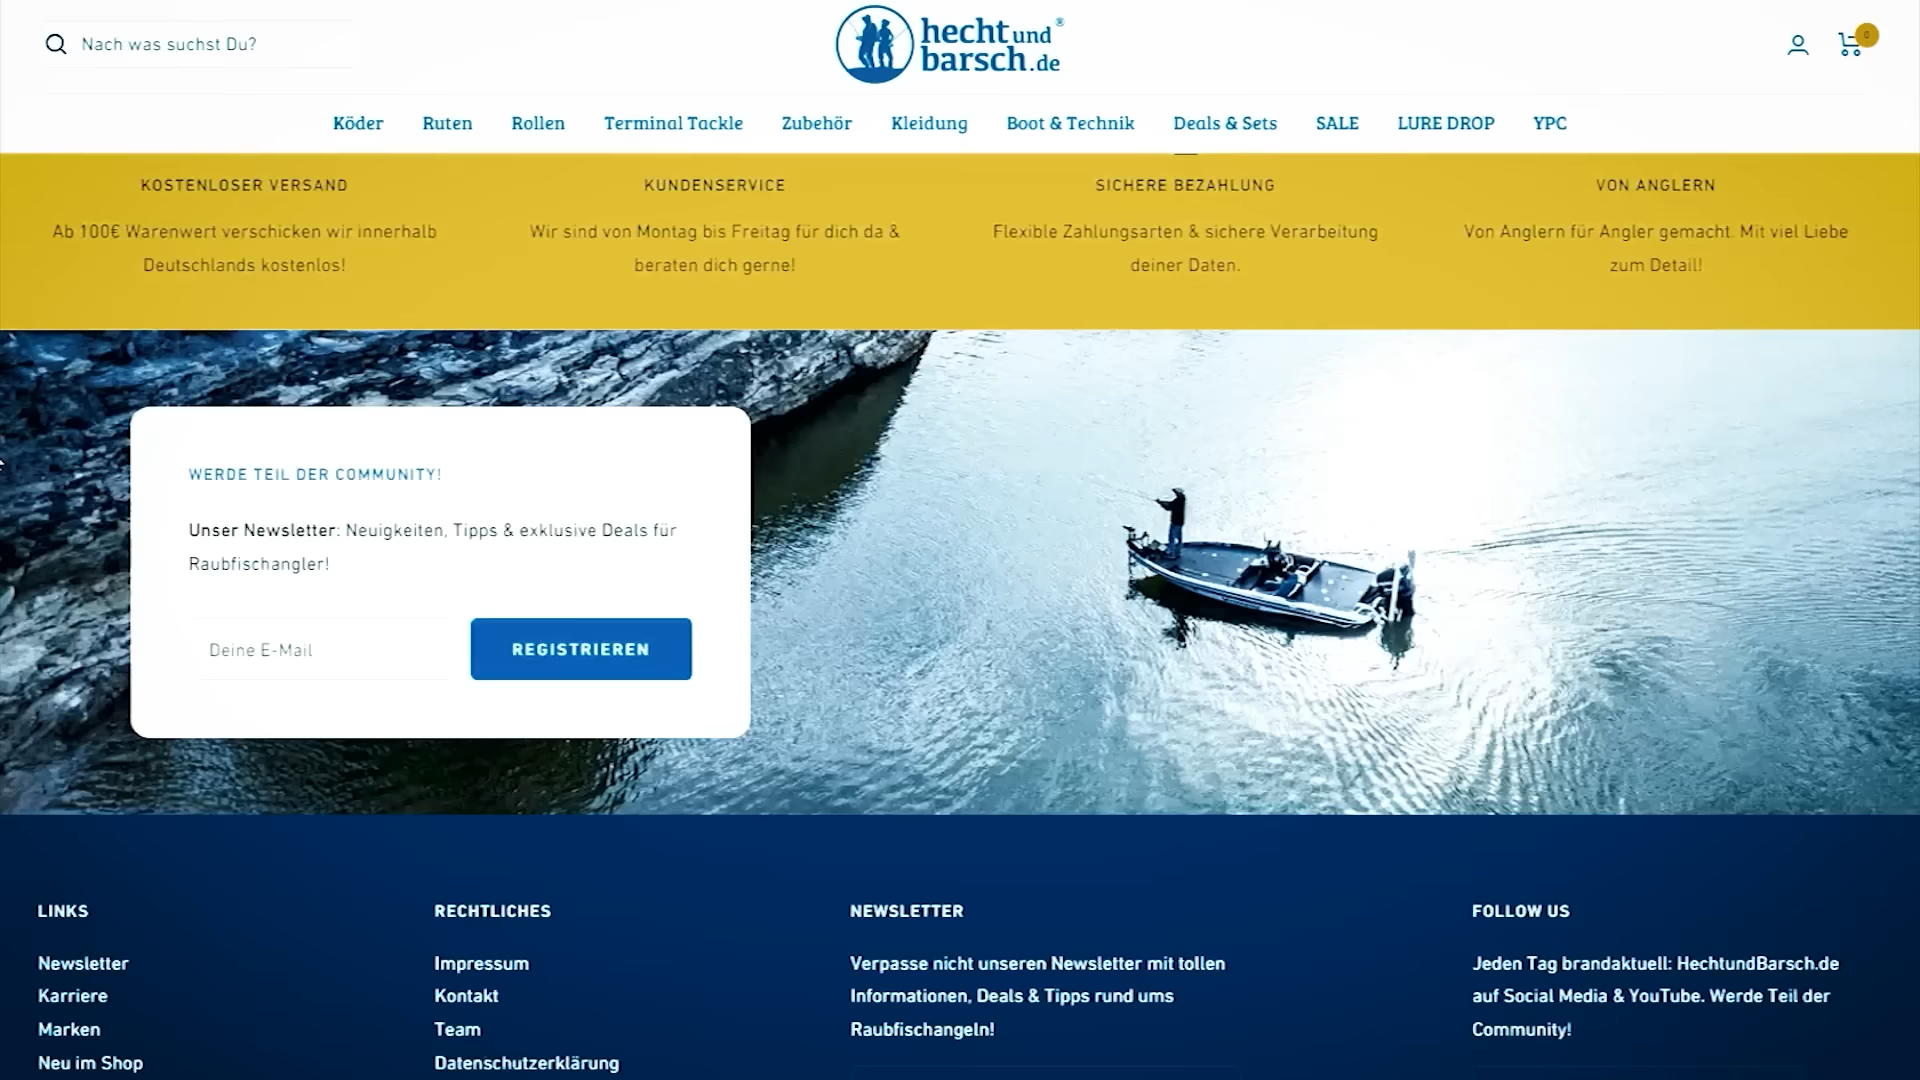 Nach was suchst Du?
hecht und
barsch.de
®
0
Köder Ruten Rollen Terminal Tackle Zubehör Kleidung Boot & Technik Deals & Sets SALE LURE DROP YPC
KOSTENLOSER VERSAND
Ab 100€ Warenwert verschicken wir innerhalb
Deutschlands kostenlos!
KUNDENSERVICE
Wir sind von Montag bis Freitag für dich da &
beraten dich gerne!
SICHERE BEZAHLUNG
Flexible Zahlungsarten & sichere Verarbeitung
deiner Daten.
VON ANGLERN
Von Anglern für Angler gemacht. Mit viel Liebe
zum Detail!
WERDE TEIL DER COMMUNITY!
Unser Newsletter: Neuigkeiten, Tipps & exklusive Deals für
Raubfischangler!
Deine E-Mail
REGISTRIEREN
LINKS
Newsletter
Karriere
Marken
Neu im Shop
RECHTLICHES
Impressum
Kontakt
Team
Datenschutzerklärung
NEWSLETTER
Verpasse nicht unseren Newsletter mit tollen
Informationen, Deals & Tipps rund ums
Raubfischangeln!
FOLLOW US
Jeden Tag brandaktuell: HechtundBarsch.de
auf Social Media & YouTube. Werde Teil der
Community!